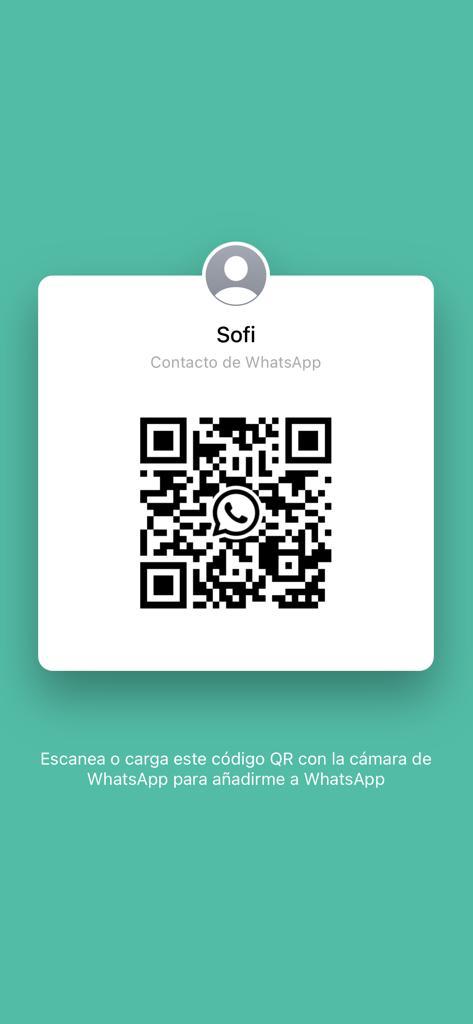 Sofi
Contacto de WhatsApp
Escanea o carga este código QR con la cámara de
WhatsApp para añadirme a WhatsApp